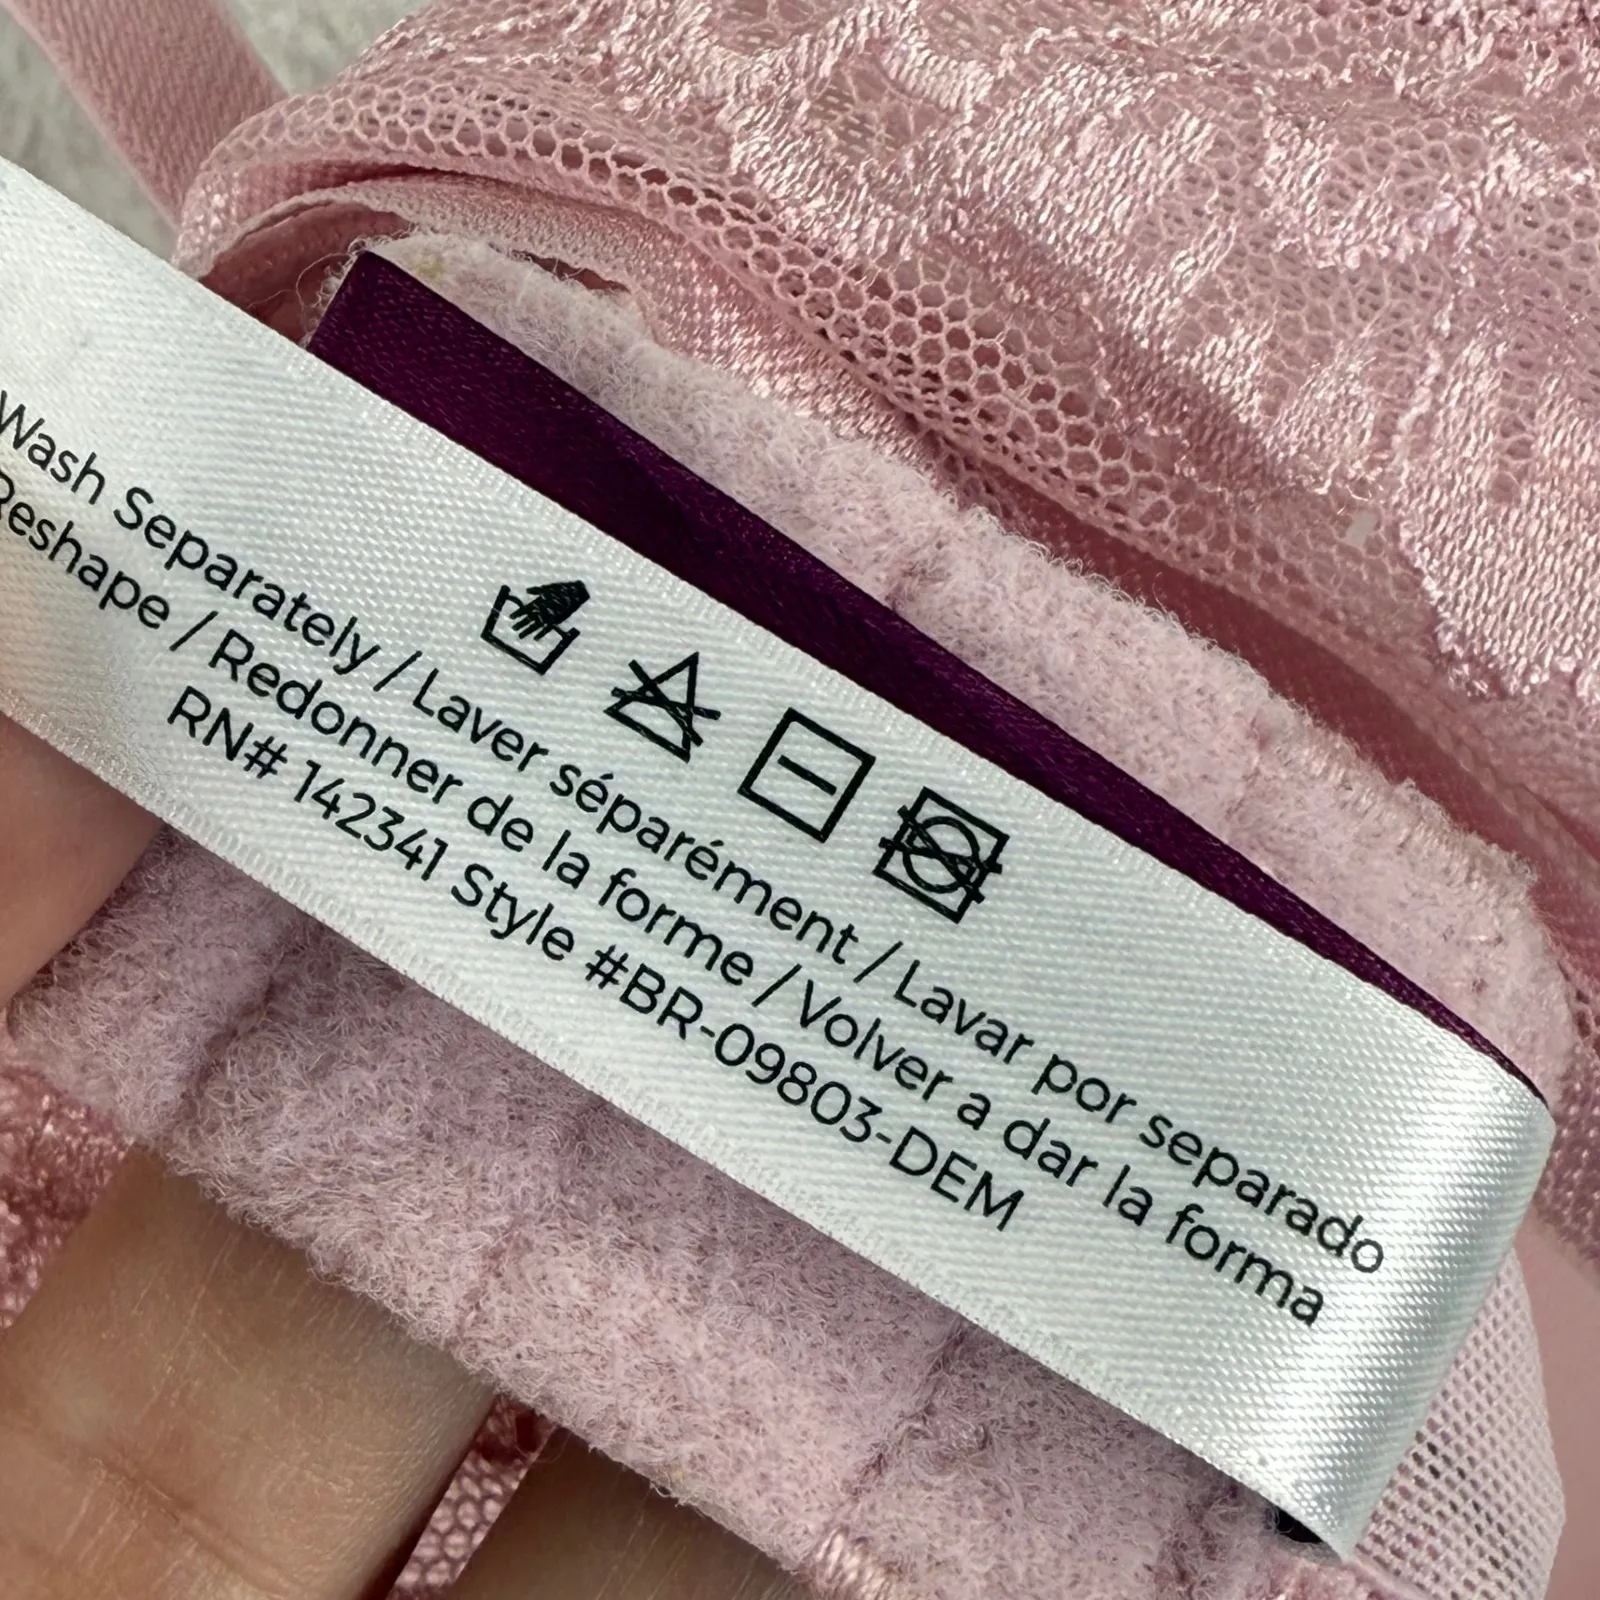 Wash Separately / Laver séparément / Lavar por separado
Reshape / Redonner de la forme / Volver a dar la forma
RN# 142341 Style #BR-09803-DEM